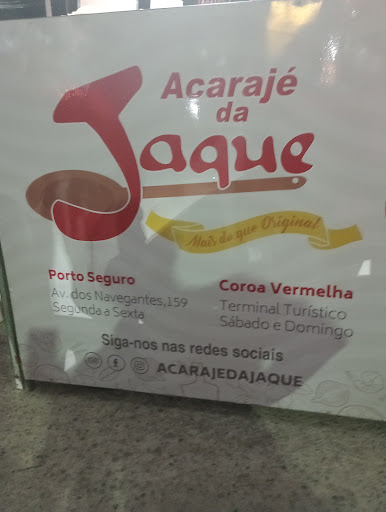 Acarajé
da
Jaque
Mais do que Original
Porto Seguro
Av. dos Navegantes,159
Segunda a Sexta
Coroa Vermelha
Terminal Turístico
Sábado e Domingo
Siga-nos nas redes sociais
ACARAJEDAJAQUE